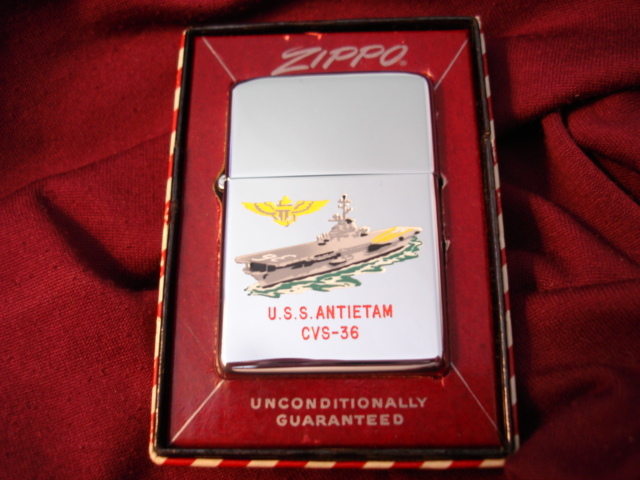 ZIPPO
U.S.S. ANTIETAM
CVS-36
UNCONDITIONALLY
GUARANTEED